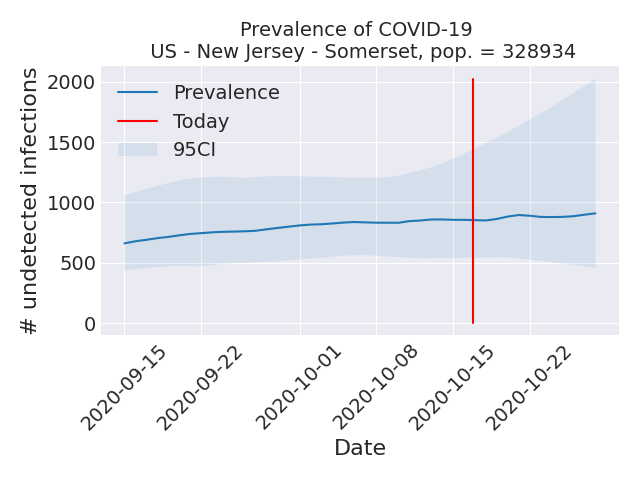 Prevalence of COVID-19
US - New Jersey - Somerset, pop. = 328934
# undetected infections
2000
1500
1000
500
0
Prevalence
Today
95CI
2020-09-15
2020-09-22
2020-10-01
2020-10-08
2020-10-15
2020-10-22
Date